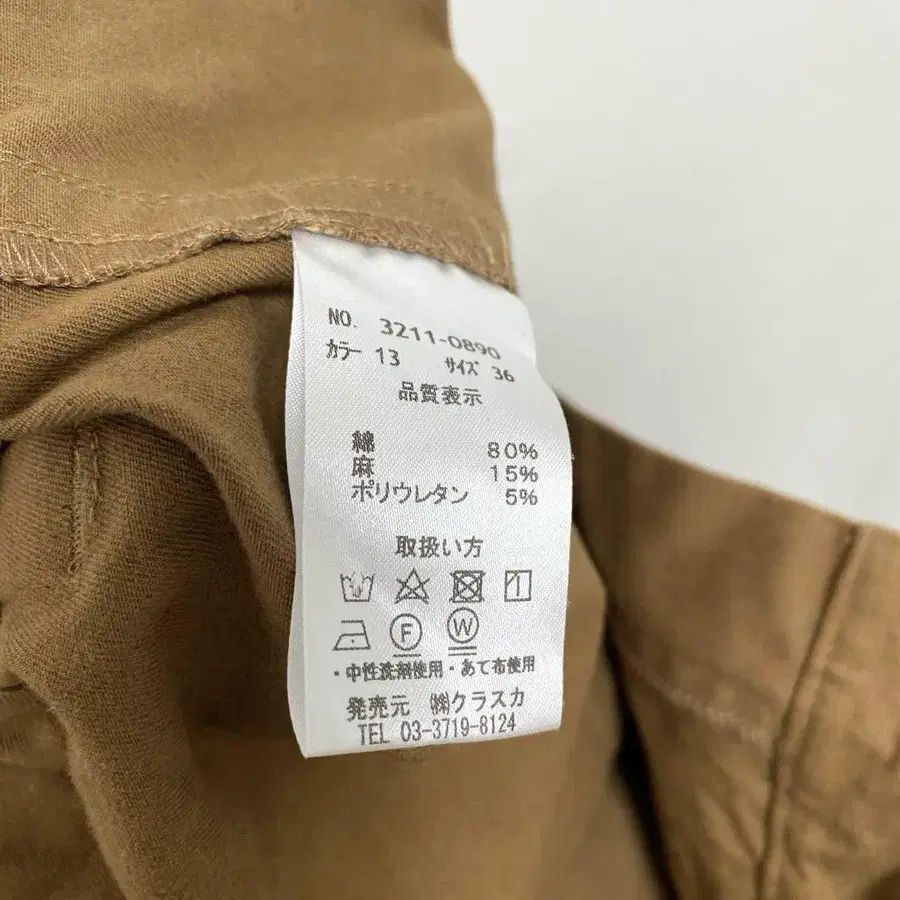 NO. 3211-0890
カラー 13 サイズ 36
品質表示
綿 80%
麻 15%
ポリウレタン 5%
取扱い方
F W
・中性洗剤使用・あて布使用
発売元 ㈱クラスカ
TEL 03-3719-8124